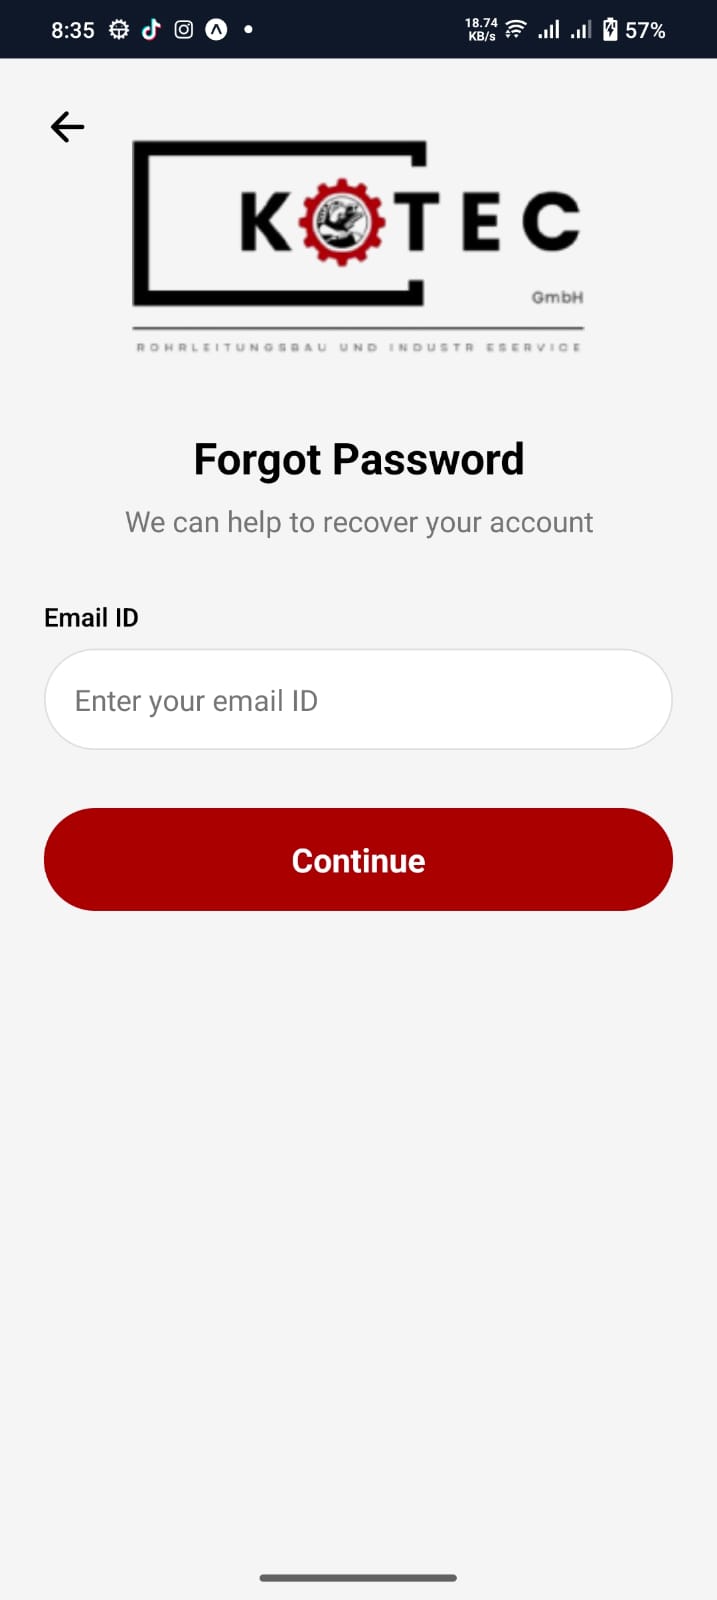 8:35
18.74 KB/s
57%
KOTEC
GmbH
ROHRLEITUNGSBAU UND INDUSTR ESERVICE
Forgot Password
We can help to recover your account
Email ID
Enter your email ID
Continue